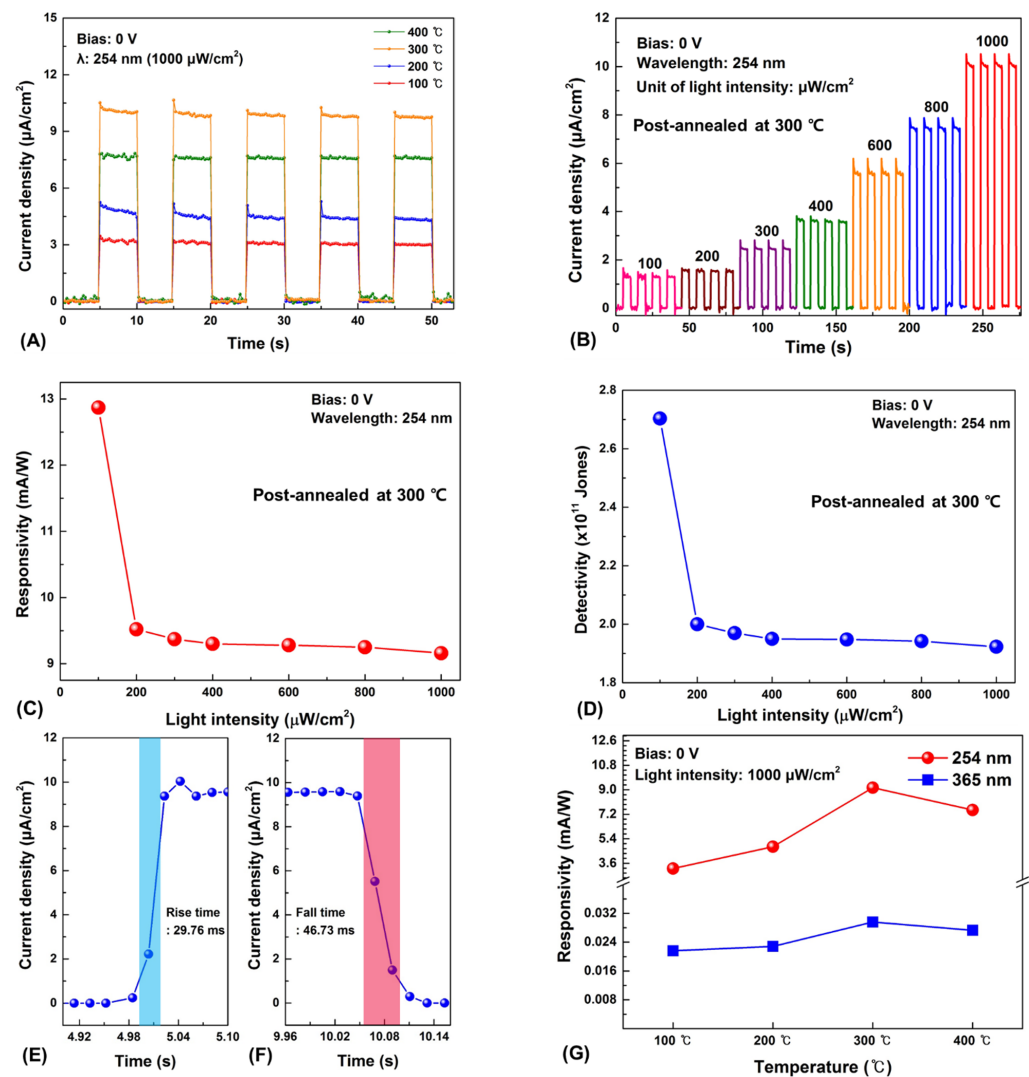 15
12
9
6
3
0
Current density (μA/cm²)
Bias: 0 V
λ: 254 nm (1000 μW/cm²)
400 ℃
300 ℃
200 ℃
100 ℃
0 10 20 30 40 50
Time (s)
(A)
12
10
8
6
4
2
0
Current density (μA/cm²)
Bias: 0 V
Wavelength: 254 nm
Unit of light intensity: μW/cm²
Post-annealed at 300 ℃
100
200
300
400
600
800
1000
0 50 100 150 200 250
Time (s)
(B)
13
12
11
10
9
Responsivity (mA/W)
Bias: 0 V
Wavelength: 254 nm
Post-annealed at 300 ℃
0 200 400 600 800 1000
Light intensity (μW/cm²)
(C)
2.8
2.6
2.4
2.2
2.0
1.8
Detectivity (x10¹¹ Jones)
Bias: 0 V
Wavelength: 254 nm
Post-annealed at 300 ℃
0 200 400 600 800 1000
Light intensity (μW/cm²)
(D)
12
10
8
6
4
2
0
Current density (μA/cm²)
Rise time
: 29.76 ms
4.92 4.98 5.04 5.10
Time (s)
(E)
12
10
8
6
4
2
0
Current density (μA/cm²)
Fall time
: 46.73 ms
9.96 10.02 10.08 10.14
Time (s)
(F)
12.6
10.8
9.0
7.2
5.4
3.6
0.032
0.024
0.016
0.008
Responsivity (mA/W)
Bias: 0 V
Light intensity: 1000 μW/cm²
254 nm
365 nm
100 ℃ 200 ℃ 300 ℃ 400 ℃
Temperature (℃)
(G)